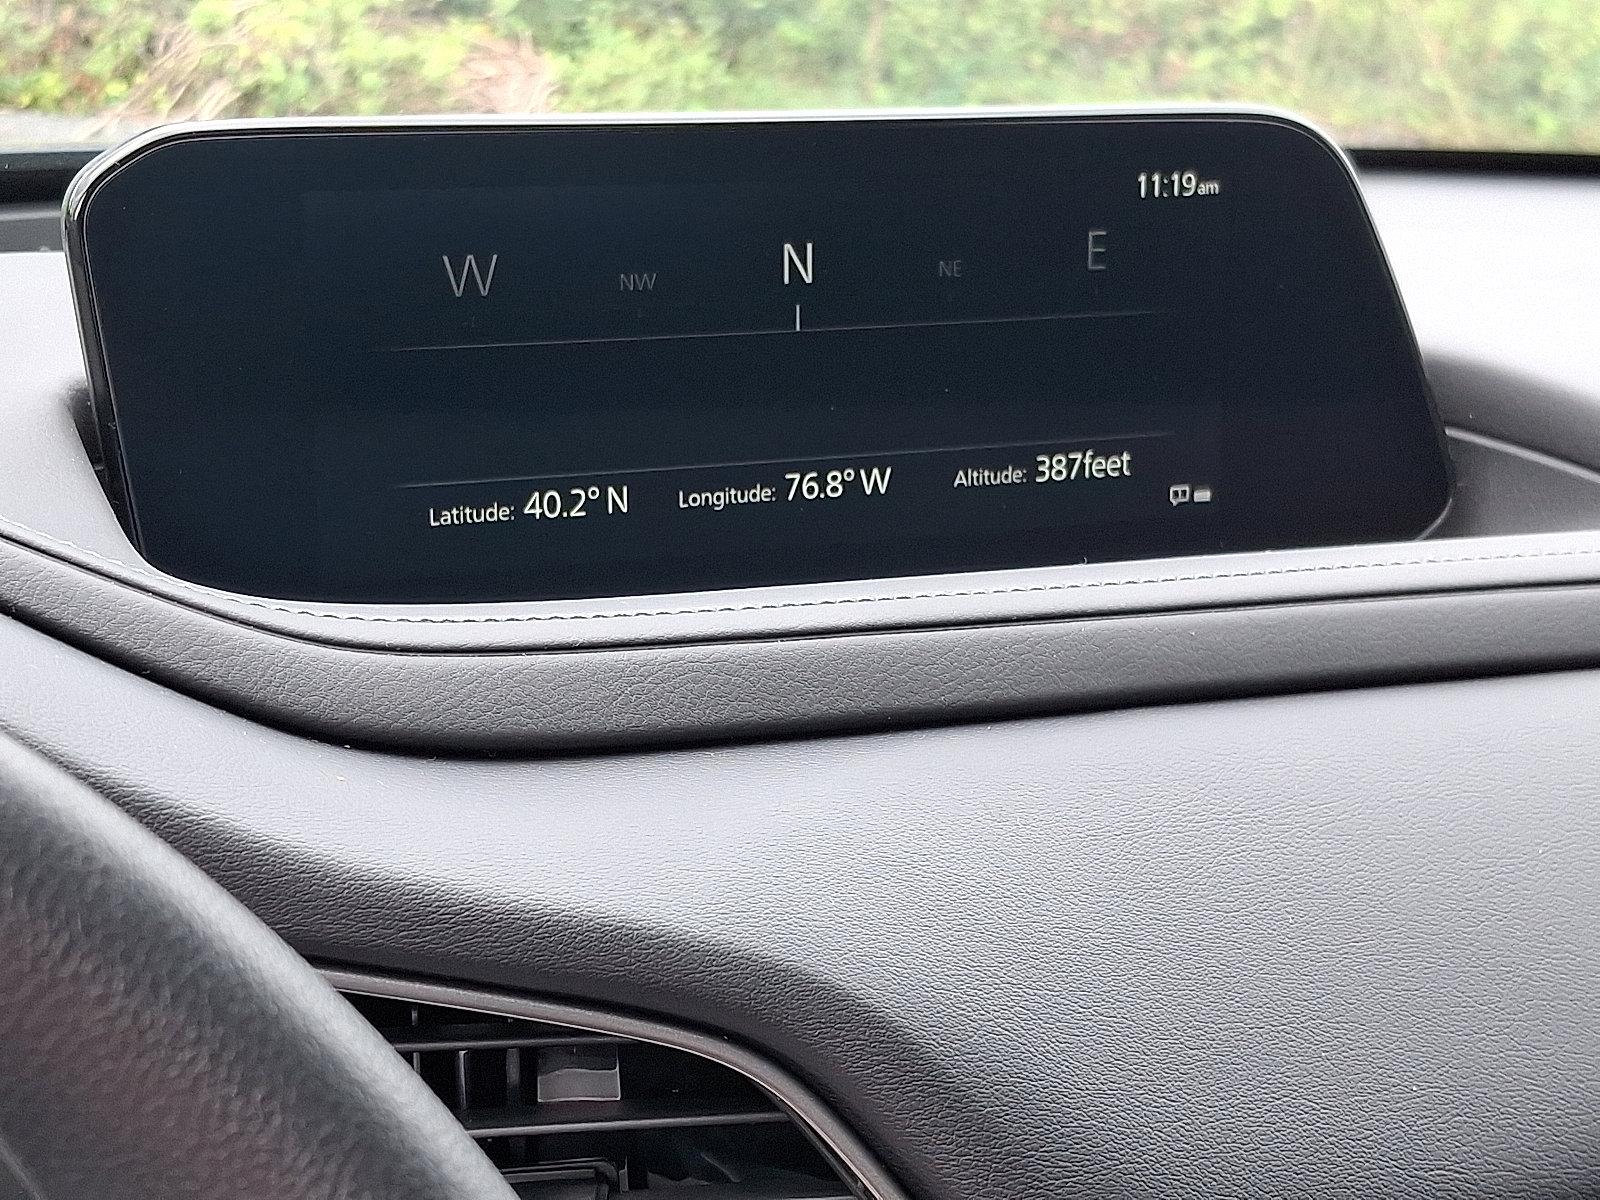 11:19am
W NW N NE E
Latitude: 40.2° N Longitude: 76.8° W Altitude: 387feet